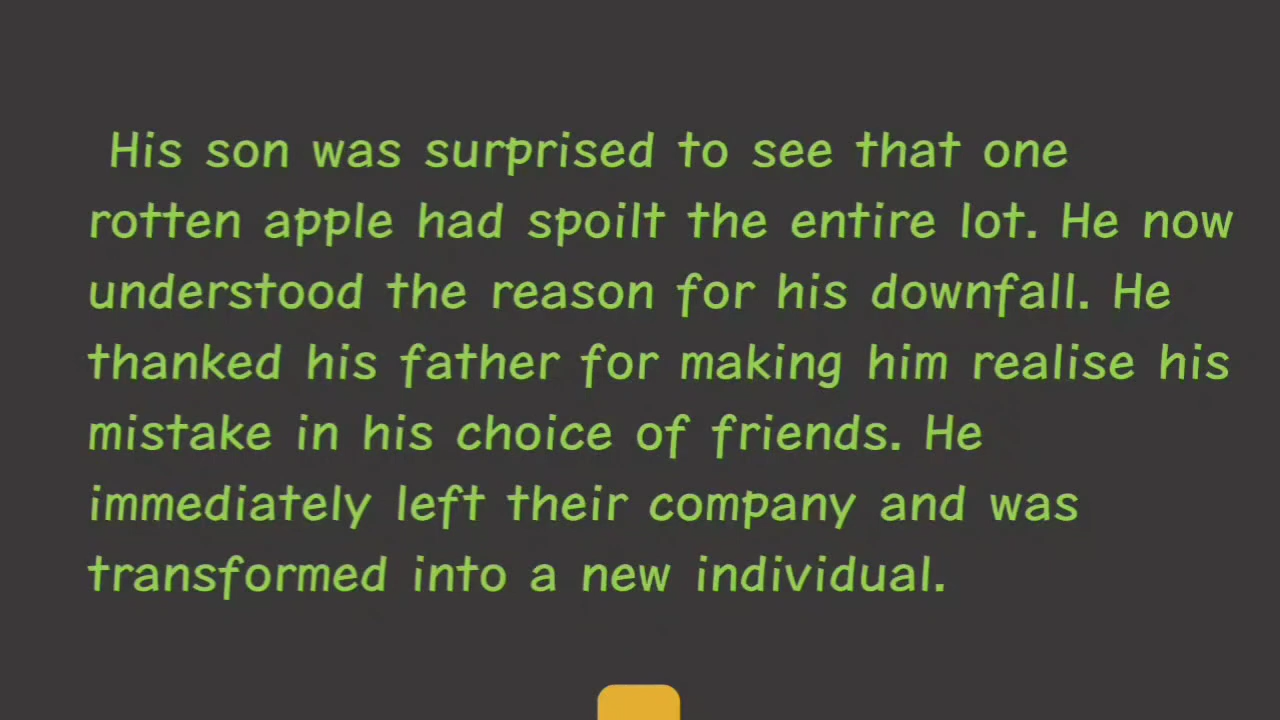 His son was surprised to see that one
rotten apple had spoilt the entire lot. He now
understood the reason for his downfall. He
thanked his father for making him realise his
mistake in his choice of friends. He
immediately left their company and was
transformed into a new individual.